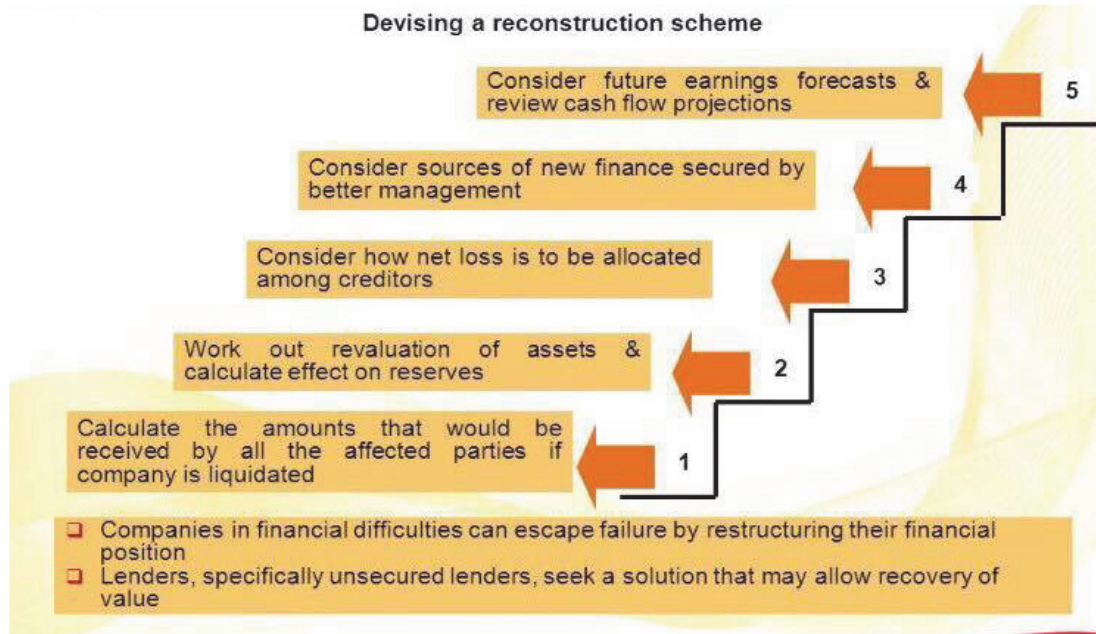 Devising a reconstruction scheme
Consider future earnings forecasts &
review cash flow projections
5
Consider sources of new finance secured by
better management
4
Consider how net loss is to be allocated
among creditors
3
Work out revaluation of assets &
calculate effect on reserves
2
Calculate the amounts that would be
received by all the affected parties if
company is liquidated
1
Companies in financial difficulties can escape failure by restructuring their financial
position
Lenders, specifically unsecured lenders, seek a solution that may allow recovery of
value